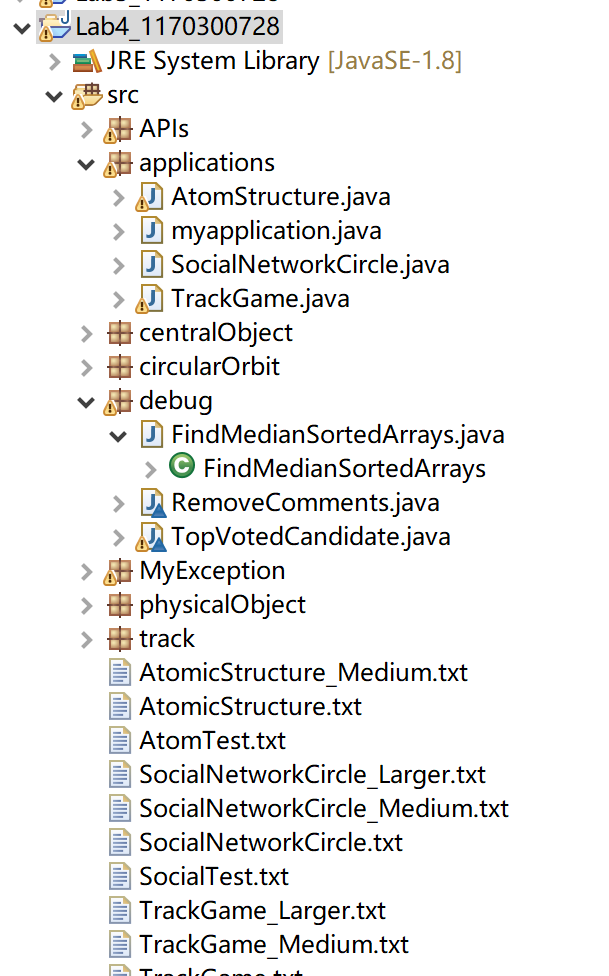 Lab4_1170300728
JRE System Library [JavaSE-1.8]
src
APIs
applications
AtomStructure.java
myapplication.java
SocialNetworkCircle.java
TrackGame.java
centralObject
circularOrbit
debug
FindMedianSortedArrays.java
FindMedianSortedArrays
RemoveComments.java
TopVotedCandidate.java
MyException
physicalObject
track
AtomicStructure_Medium.txt
AtomicStructure.txt
AtomTest.txt
SocialNetworkCircle_Larger.txt
SocialNetworkCircle_Medium.txt
SocialNetworkCircle.txt
SocialTest.txt
TrackGame_Larger.txt
TrackGame_Medium.txt
TrackGame.txt